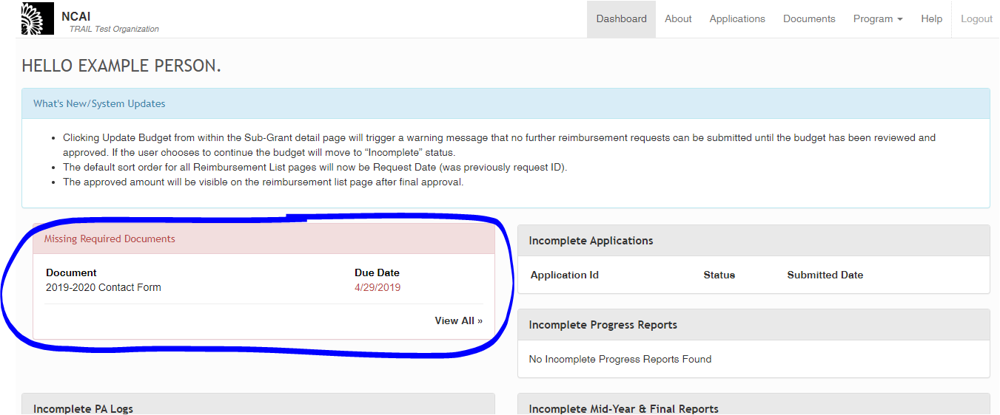 NCAI
TRAIL Test Organization
Dashboard About Applications Documents Program Help Logout
HELLO EXAMPLE PERSON.
What's New/System Updates
• Clicking Update Budget from within the Sub-Grant detail page will trigger a warning message that no further reimbursement requests can be submitted until the budget has been reviewed and
approved. If the user chooses to continue the budget will move to “Incomplete” status.
• The default sort order for all Reimbursement List pages will now be Request Date (was previously request ID).
• The approved amount will be visible on the reimbursement list page after final approval.
Missing Required Documents
Document Due Date
2019-2020 Contact Form 4/29/2019
View All »
Incomplete Applications
Application Id Status Submitted Date
Incomplete Progress Reports
No Incomplete Progress Reports Found
Incomplete PA Logs
Incomplete Mid-Year & Final Reports